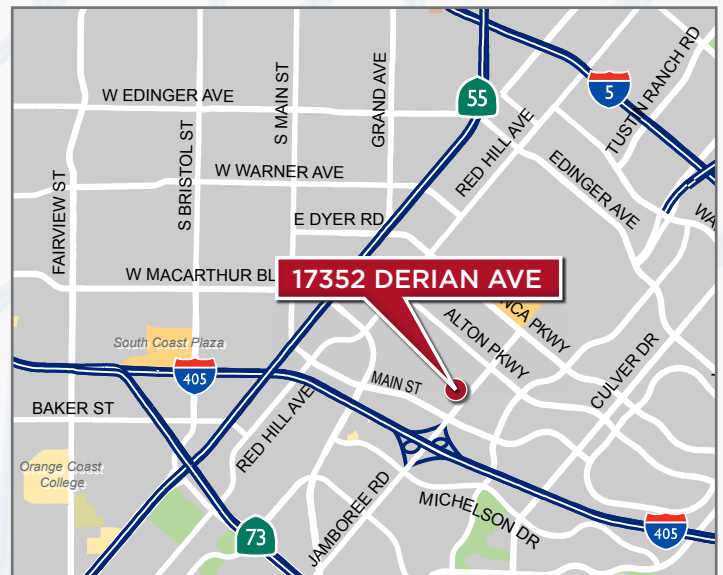 W EDINGER AVE
S MAIN ST
GRAND AVE
55
5
TUSTIN RANCH RD
RED HILL AVE
EDINGER AVE
S BRISTOL ST
W WARNER AVE
FAIRVIEW ST
E DYER RD
W MACARTHUR BL
17352 DERIAN AVE
NCA PKWY
ALTON PKWY
South Coast Plaza
405
MAIN ST
CULVER DR
BAKER ST
RED HILL AVE
Orange Coast
College
JAMBOREE RD
MICHELSON DR
73
405